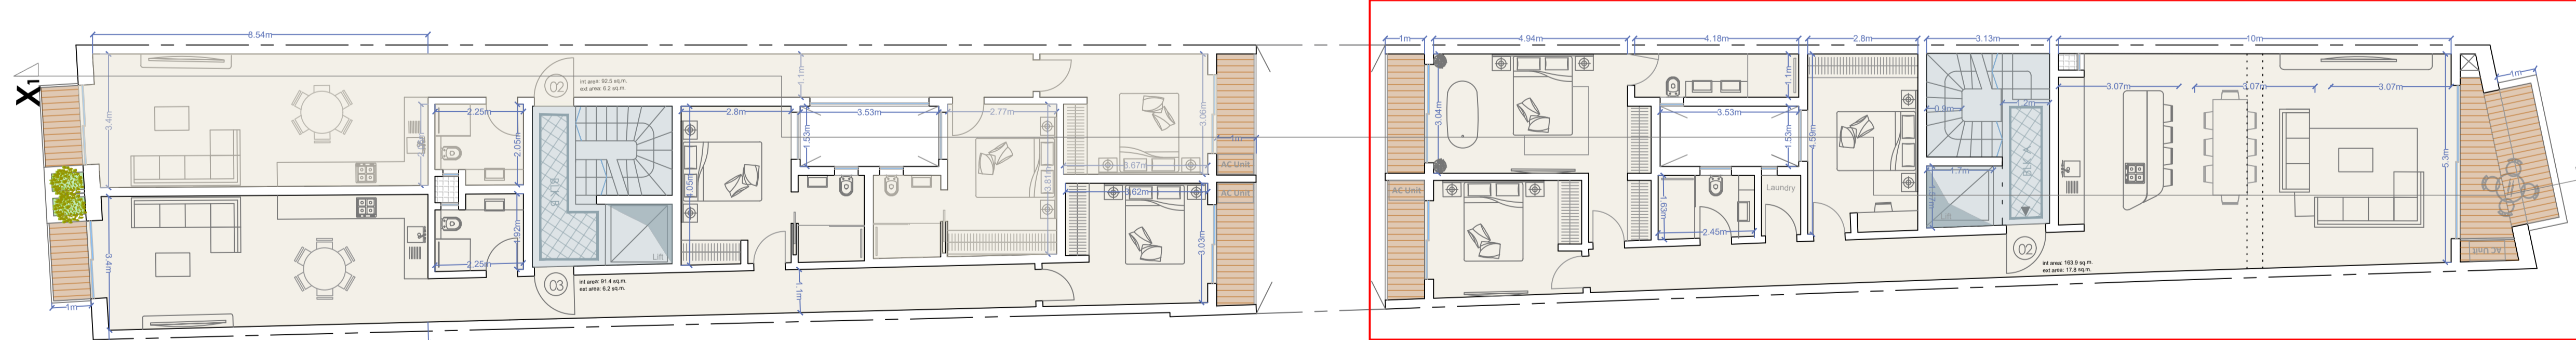 8.54m
X1
02
int area: 92.5 sq.m.
ext area: 6.2 sq.m.
1.1m
3.4m
2.25m
2.05m
2.8m
3.53m
1.53m
2.77m
3.06m
1m
3.67m
AC Unit
BLK B
4.05m
3.81m
3.62m
AC Unit
3.4m
1.92m
2.25m
Lift
3.03m
1m
03
int area: 91.4 sq.m.
ext area: 6.2 sq.m.
1.1m
1m
4.94m
4.18m
2.8m
3.13m
10m
1m
3.04m
1.1m
3.07m
3.07m
3.07m
0.9m
1.2m
3.53m
1.53m
4.59m
BLK A
5.3m
AC Unit
Laundry
1.7m
Lift
1.63m
2.45m
02
int area: 163.9 sq.m.
ext area: 17.8 sq.m.
AC Unit